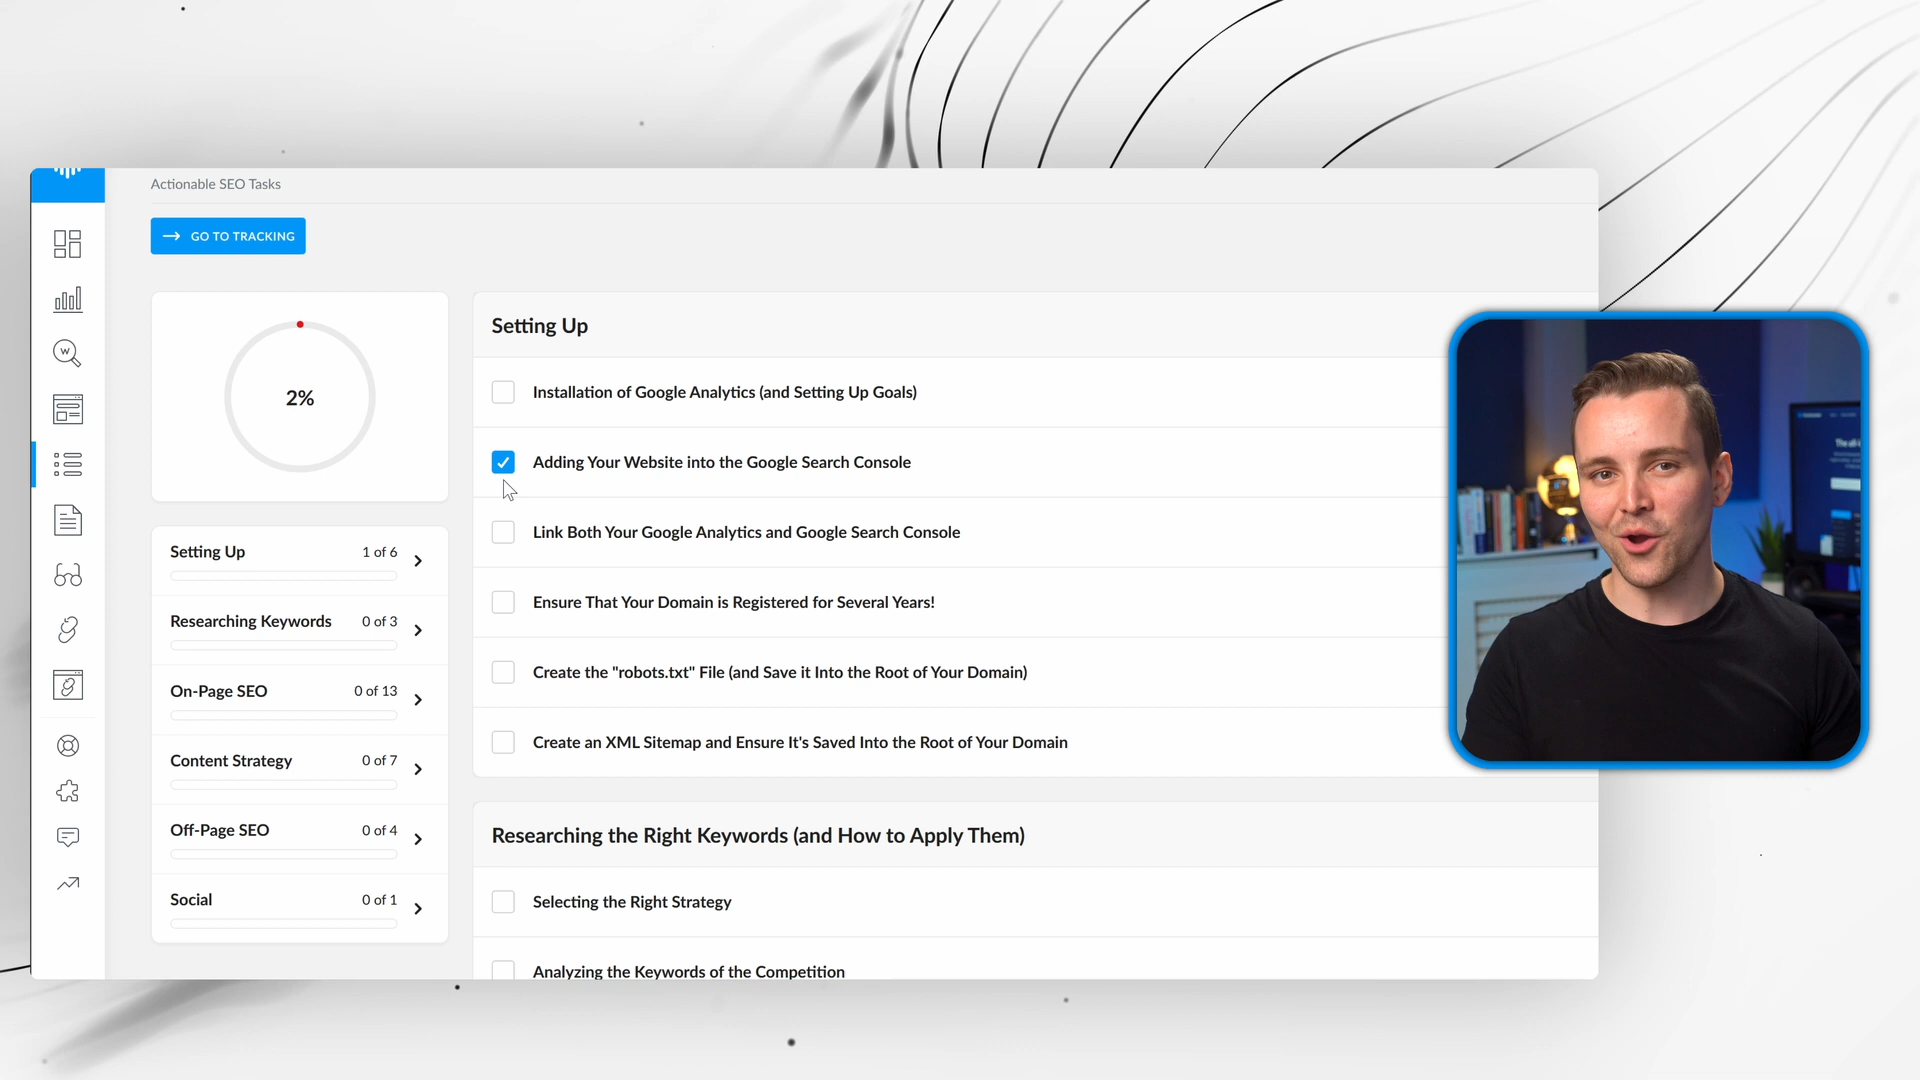 Actionable SEO Tasks
GO TO TRACKING
2%
Setting Up 1 of 6
Researching Keywords 0 of 3
On-Page SEO 0 of 13
Content Strategy 0 of 7
Off-Page SEO 0 of 4
Social 0 of 1
Setting Up
Installation of Google Analytics (and Setting Up Goals)
Adding Your Website into the Google Search Console
Link Both Your Google Analytics and Google Search Console
Ensure That Your Domain is Registered for Several Years!
Create the "robots.txt" File (and Save it Into the Root of Your Domain)
Create an XML Sitemap and Ensure It's Saved Into the Root of Your Domain
Researching the Right Keywords (and How to Apply Them)
Selecting the Right Strategy
Analyzing the Keywords of the Competition
W